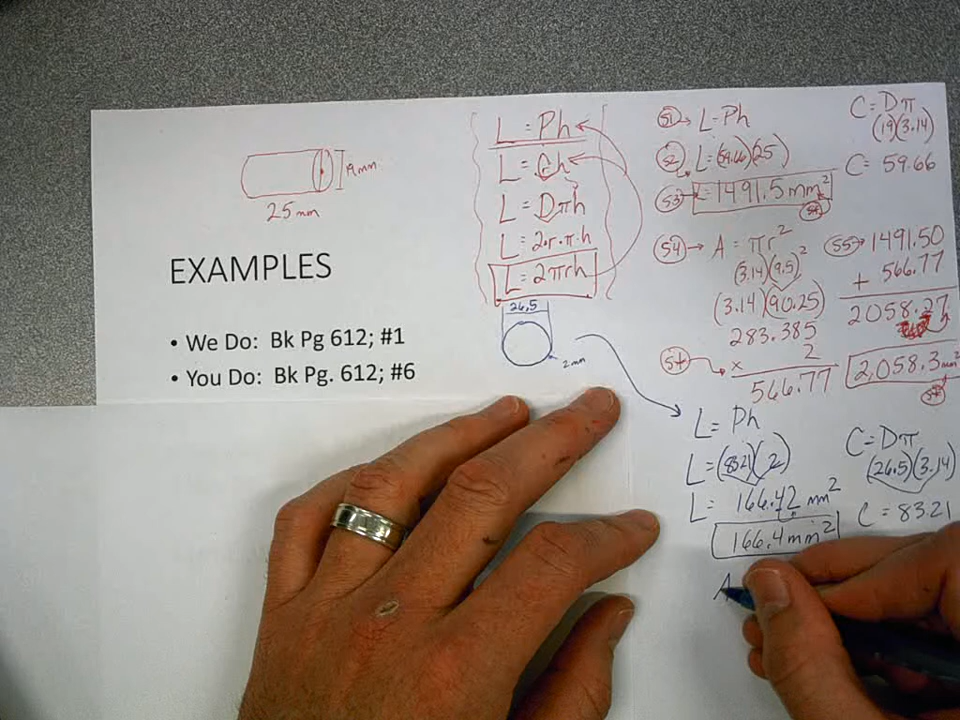 19mm
25mm
EXAMPLES
• We Do: Bk Pg 612; #1
• You Do: Bk Pg. 612; #6
L = Ph
L = Ch
L = Dπh
L = 2·r·π·h
L = 2πrh
26,5
2mm
S1 → L = Ph
S2 L = (59.66)(25)
S3 → L = 1491.5 mm²
C = Dπ
(19)(3.14)
C = 59.66
S4 → A = πr²
(3.14)(9.5)²
(3.14)(90.25)
283.385
x 2
566.77
S5 → 1491.50
+ 566.77
2058.27
2,058.3 mm²
L = Ph
L = (83.21)(2)
L = 166.42 mm²
166.4 mm²
C = Dπ
(26.5)(3.14)
C = 83.21
A